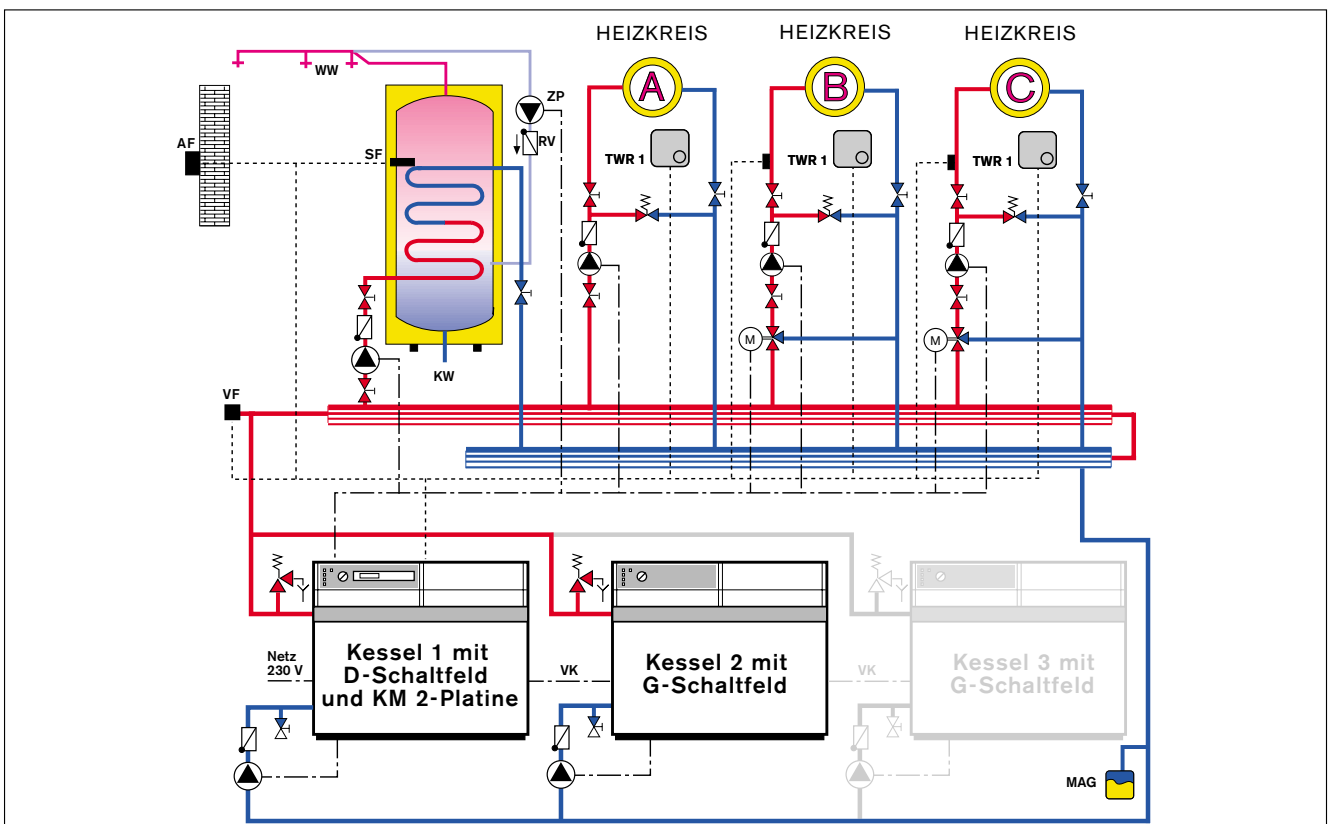 HEIZKREIS
HEIZKREIS
HEIZKREIS
A
B
C
WW
ZP
RV
AF
SF
TWR 1
TWR 1
TWR 1
M
M
KW
VF
Kessel 1 mit
D-Schaltfeld
und KM 2-Platine
Kessel 2 mit
G-Schaltfeld
Kessel 3 mit
G-Schaltfeld
Netz
230 V
VK
VK
MAG